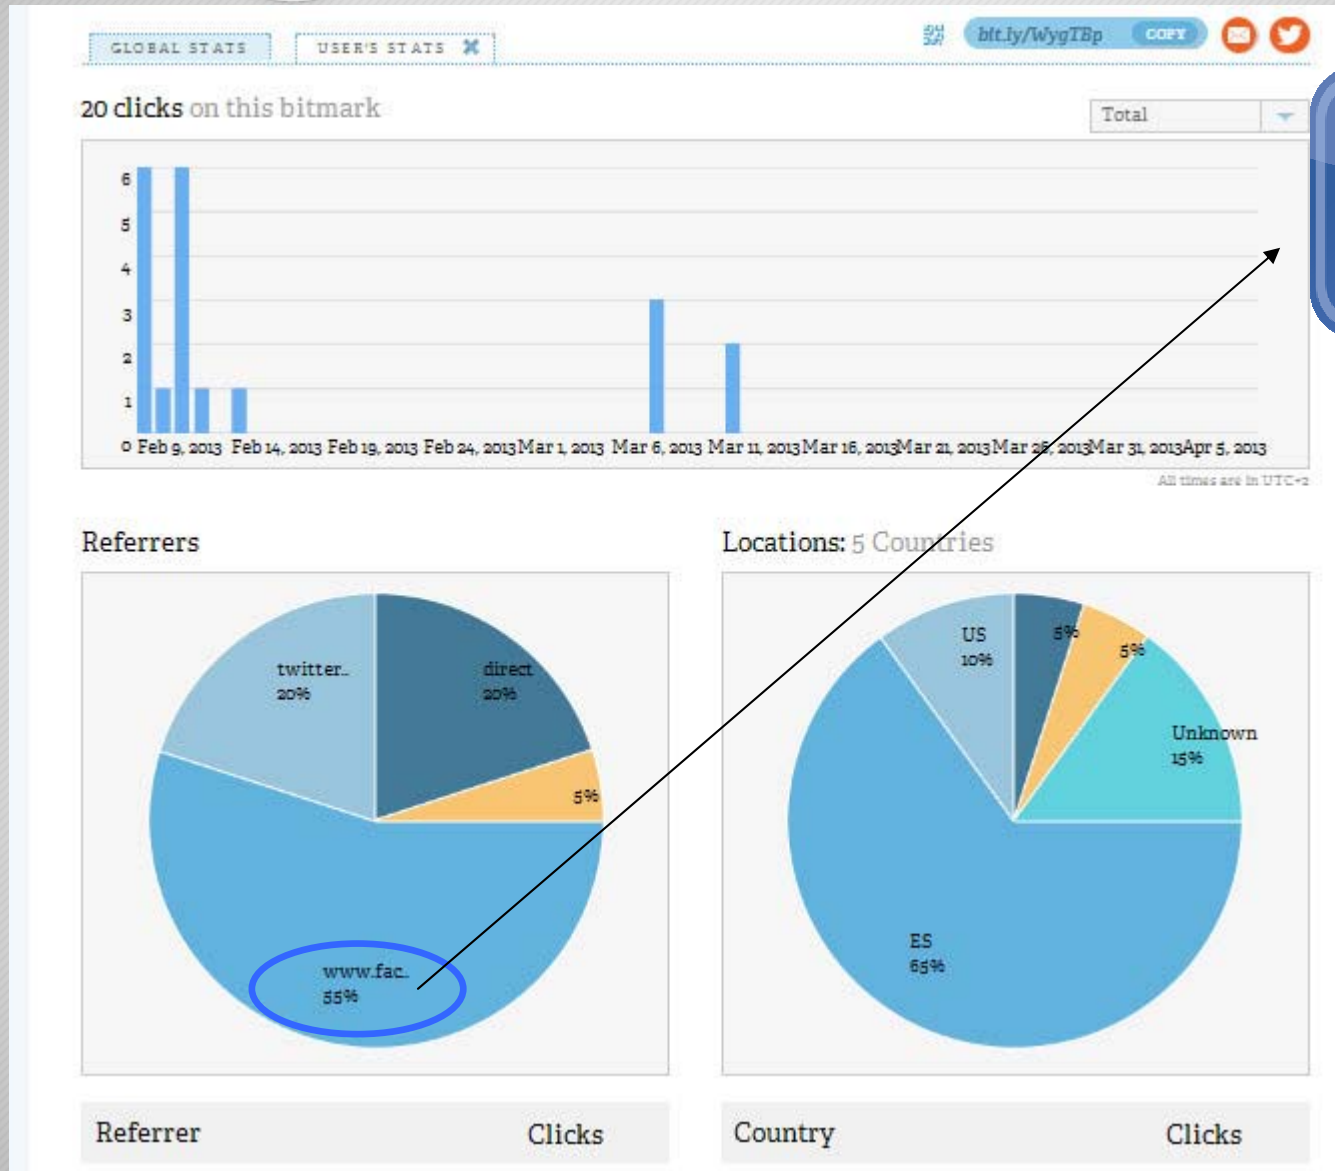 GLOBAL STATS USER'S STATS bit.ly/WygTBp COPY
20 clicks on this bitmark
Total
6
5
4
3
2
1
0 Feb 9, 2013 Feb 14, 2013 Feb 19, 2013 Feb 24, 2013 Mar 1, 2013 Mar 6, 2013 Mar 11, 2013 Mar 16, 2013 Mar 21, 2013 Mar 26, 2013 Mar 31, 2013 Apr 5, 2013
All times are in UTC+2
Referrers
twitter..
20%
direct
20%
5%
www.fac..
55%
Locations: 5 Countries
US
10%
5%
5%
Unknown
15%
ES
65%
Referrer Clicks
Country Clicks